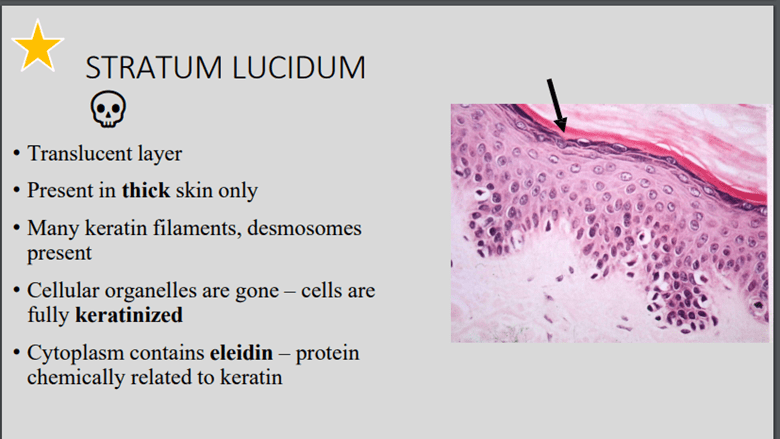 STRATUM LUCIDUM
• Translucent layer
• Present in thick skin only
• Many keratin filaments, desmosomes
present
• Cellular organelles are gone – cells are
fully keratinized
• Cytoplasm contains eleidin – protein
chemically related to keratin